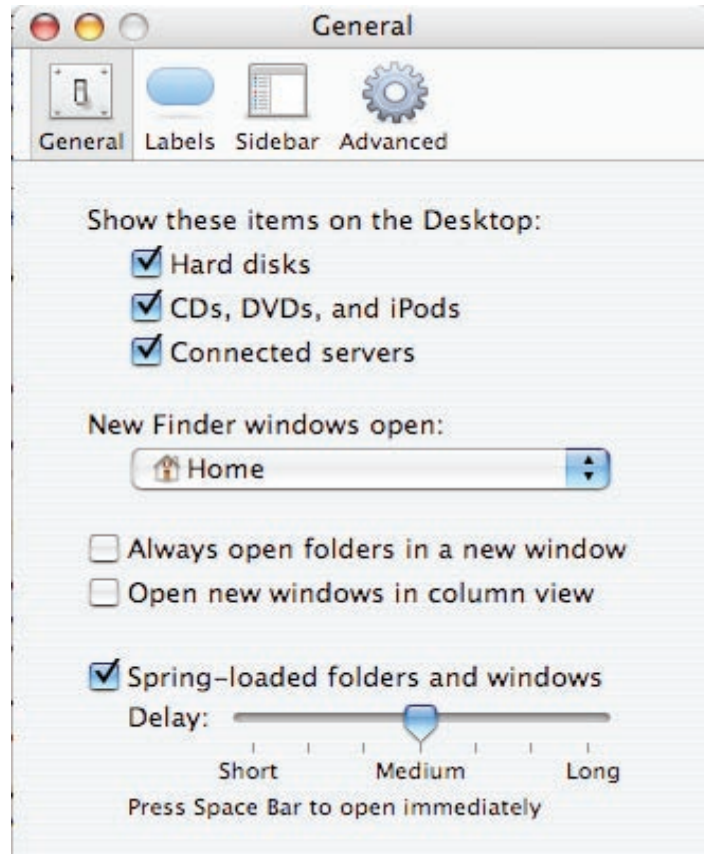 General
General Labels Sidebar Advanced
Show these items on the Desktop:
Hard disks
CDs, DVDs, and iPods
Connected servers
New Finder windows open:
Home
Always open folders in a new window
Open new windows in column view
Spring-loaded folders and windows
Delay:
Short Medium Long
Press Space Bar to open immediately